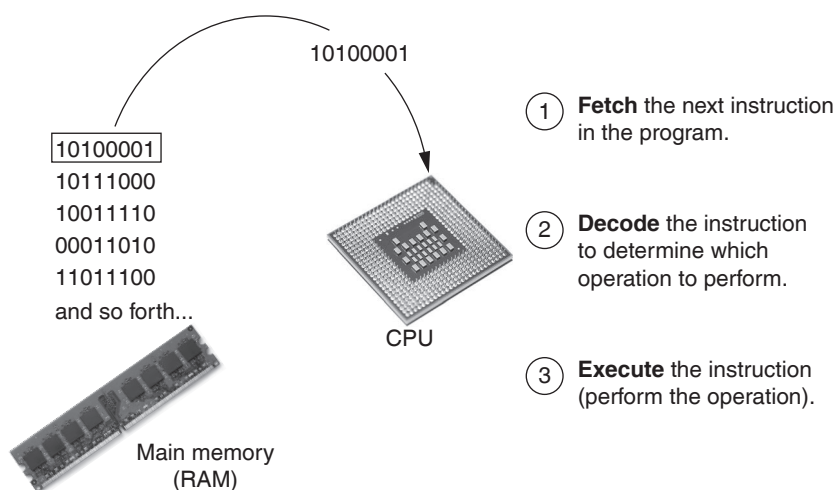 10100001
10100001
10111000
10011110
00011010
11011100
and so forth...
Main memory
(RAM)
CPU
1 Fetch the next instruction
in the program.
2 Decode the instruction
to determine which
operation to perform.
3 Execute the instruction
(perform the operation).